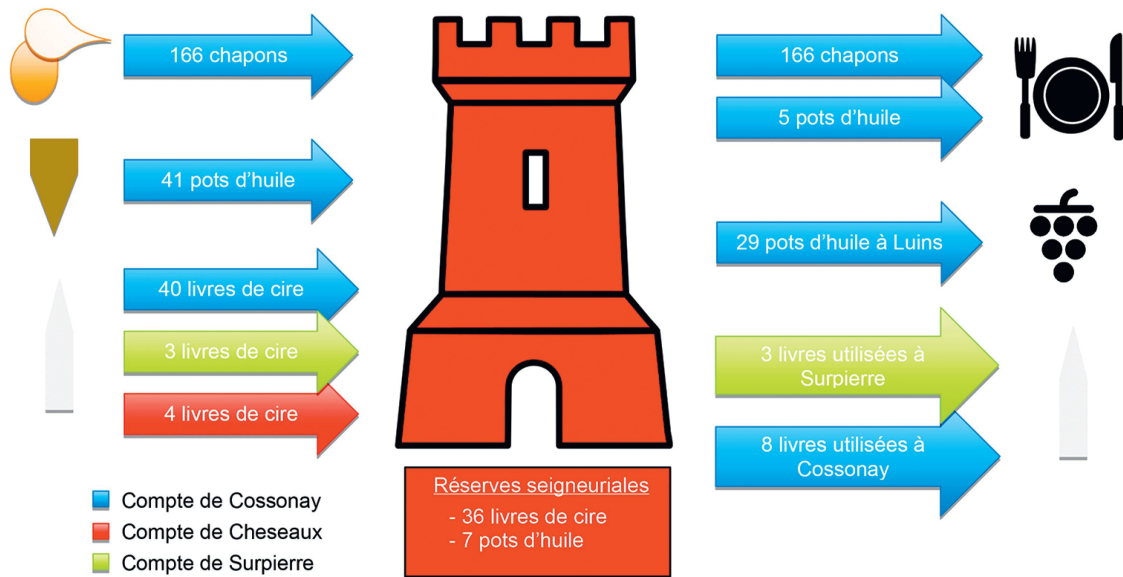 166 chapons
41 pots d'huile
40 livres de cire
3 livres de cire
4 livres de cire
166 chapons
5 pots d'huile
29 pots d'huile à Luins
3 livres utilisées à
Surpierre
8 livres utilisées à
Cossonay
Réserves seigneuriales
- 36 livres de cire
- 7 pots d'huile
Compte de Cossonay
Compte de Cheseaux
Compte de Surpierre